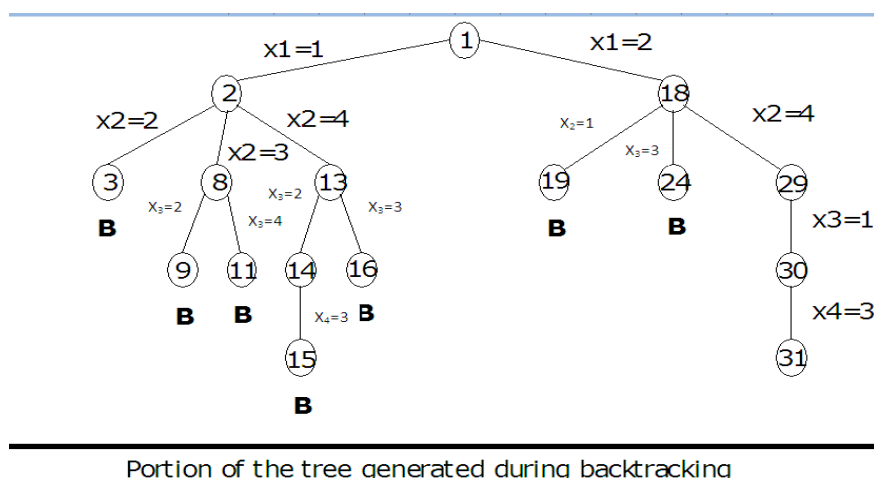 1
x1=1
x1=2
2
18
x2=2
x2=3
x2=4
X₂=1
X₃=3
x2=4
3
8
13
19
24
29
B
X₃=2
X₃=4
X₃=2
X₃=3
B
B
x3=1
9
11
14
16
30
B
B
X₄=3
B
x4=3
15
31
B
Portion of the tree generated during backtracking